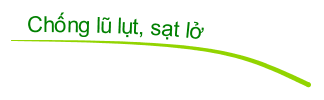 Chống lũ lụt, sạt lở